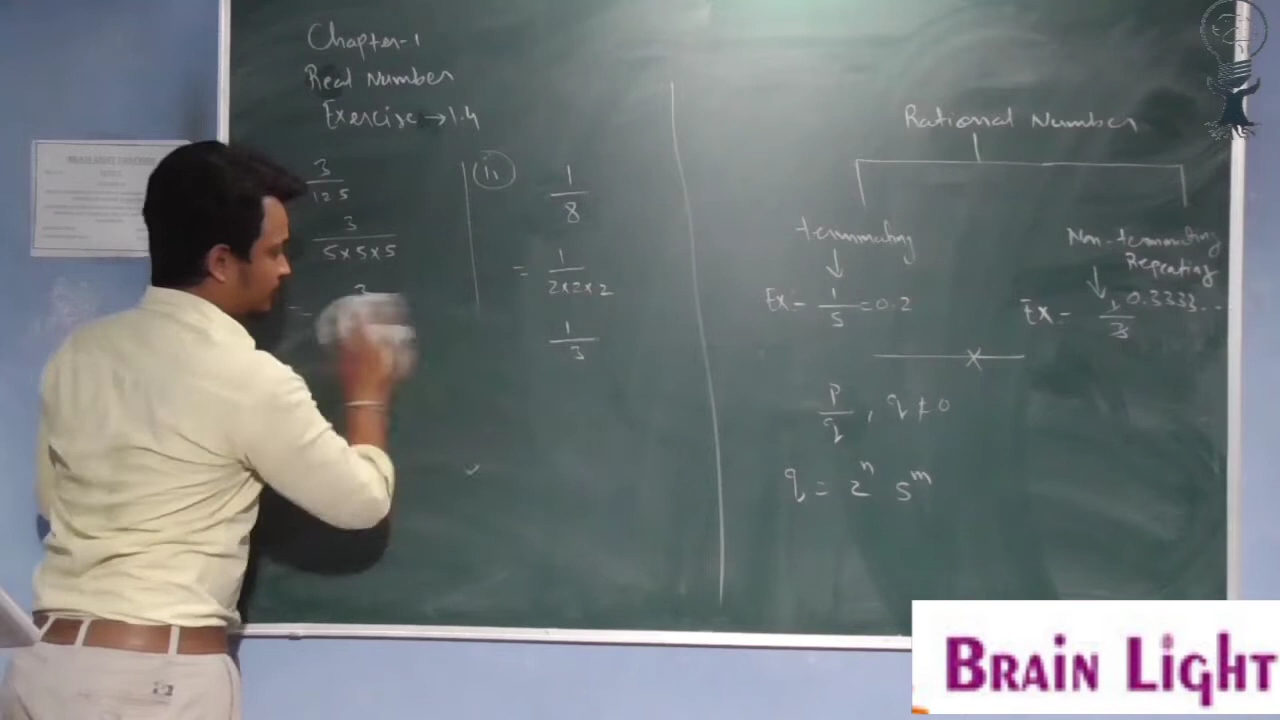 Chapter-1
Real Number
Exercise → 1.4
3
125
3
5×5×5
= 3
ii
1
8
= 1
2×2×2
1
3
Rational Number
terminating
Ex - 1/5 = 0.2
Non-terminating
Repeating
Ex - 1/3 0.3333...
p/q, q ≠ 0
q = 2ⁿ 5ᵐ
BRAIN LIGHT